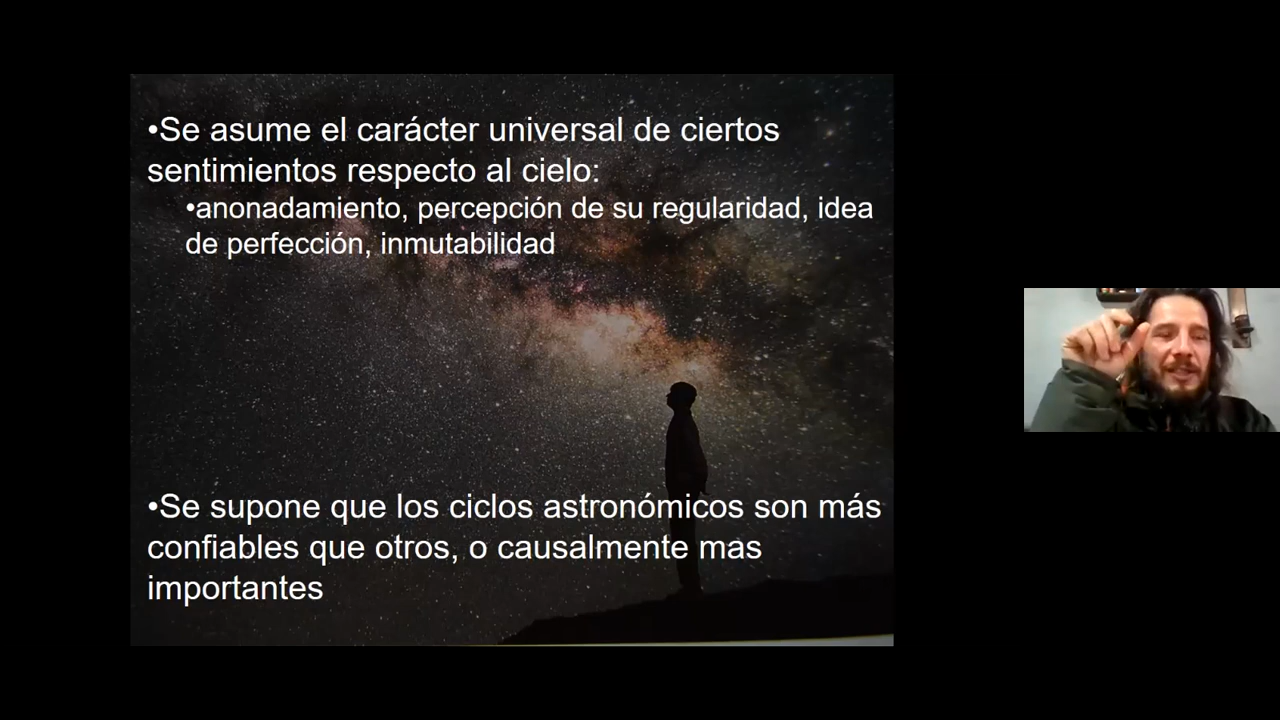 •Se asume el carácter universal de ciertos
sentimientos respecto al cielo:
•anonadamiento, percepción de su regularidad, idea
de perfección, inmutabilidad
•Se supone que los ciclos astronómicos son más
confiables que otros, o causalmente mas
importantes